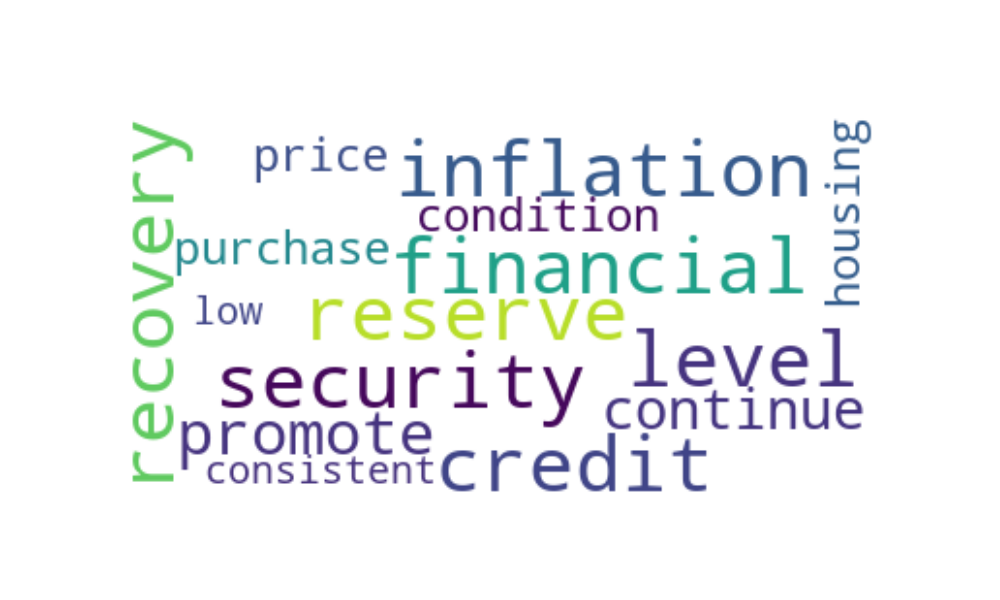 recovery
price
inflation
housing
condition
purchase
financial
low
reserve
level
security
continue
promote
credit
consistent